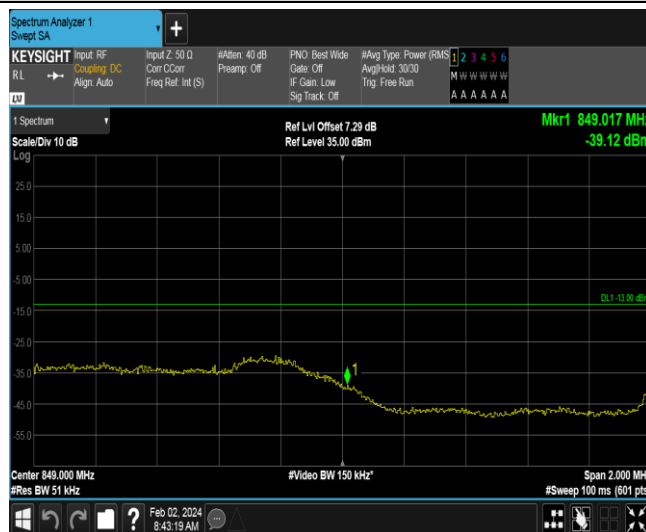 Spectrum Analyzer 1
Swept SA
KEYSIGHT
RL
LXI
Input: RF
Coupling: DC
Align: Auto
Input Z: 50 Ω
Corr CCorr
Freq Ref: Int (S)
#Atten: 40 dB
Preamp: Off
PNO: Best Wide
Gate: Off
IF Gain: Low
Sig Track: Off
#Avg Type: Power (RMS
Avg|Hold: 30/30
Trig: Free Run
1 2 3 4 5 6
M W W W W W
A A A A A A
1 Spectrum
Scale/Div 10 dB
Log
Ref Lvl Offset 7.29 dB
Ref Level 35.00 dBm
Mkr1 849.017 MHz
-39.12 dBm
25.0
15.0
5.00
-5.00
DL1 -13.00 dBm
-15.0
-25.0
1
-35.0
-45.0
-55.0
Center 849.000 MHz
#Res BW 51 kHz
#Video BW 150 kHz*
Span 2.000 MHz
#Sweep 100 ms (601 pts
Feb 02, 2024
8:43:19 AM